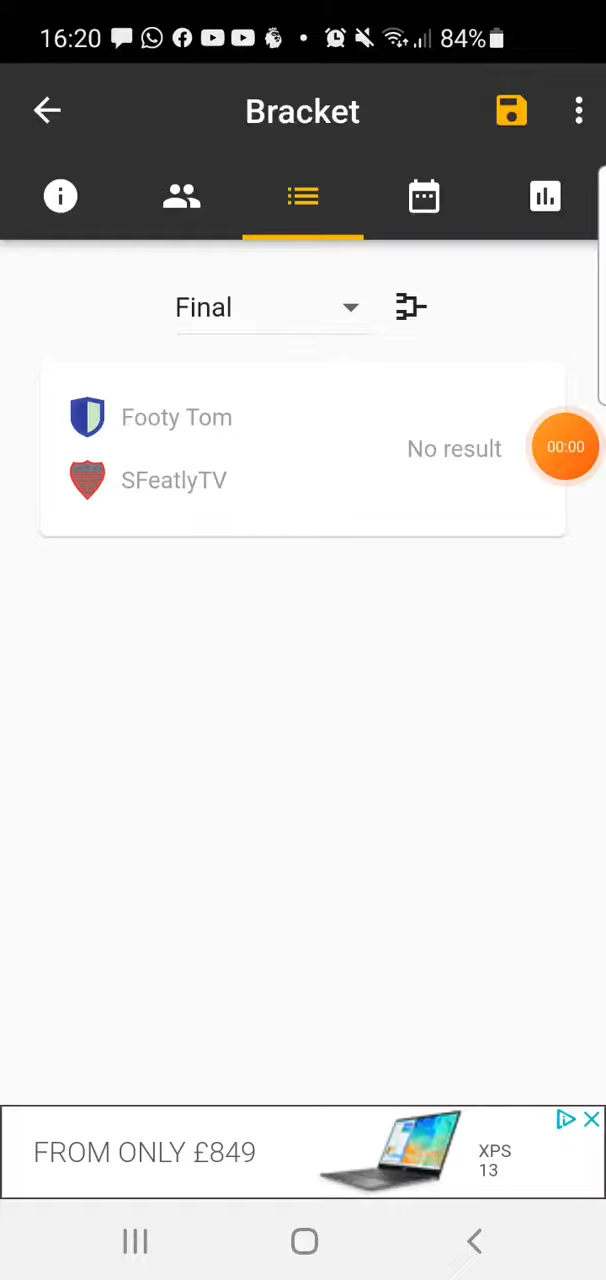 16:20
84%
Bracket
Final
Footy Tom
No result
00:00
SFeatlyTV
FROM ONLY £849
XPS
13